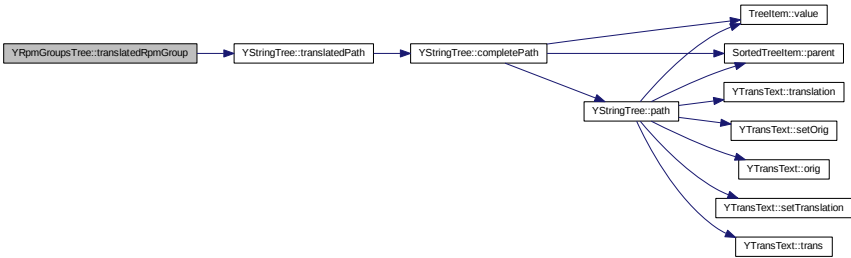 TreeItem::value
YRpmGroupsTree::translatedRpmGroup
YStringTree::translatedPath
YStringTree::completePath
SortedTreeItem::parent
YTransText::translation
YStringTree::path
YTransText::setOrig
YTransText::orig
YTransText::setTranslation
YTransText::trans